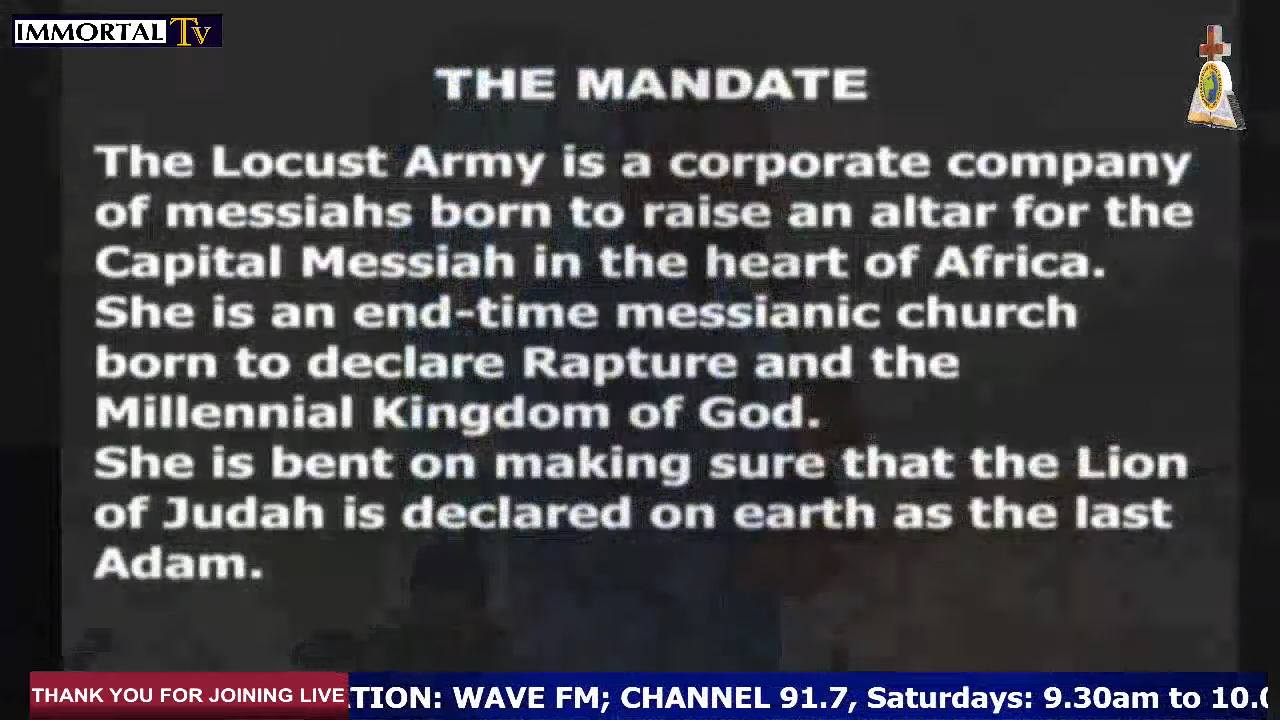 IMMORTAL Tv
THE MANDATE
The Locust Army is a corporate company
of messiahs born to raise an altar for the
Capital Messiah in the heart of Africa.
She is an end-time messianic church
born to declare Rapture and the
Millennial Kingdom of God.
She is bent on making sure that the Lion
of Judah is declared on earth as the last
Adam.
THANK YOU FOR JOINING LIVE
TION: WAVE FM; CHANNEL 91.7, Saturdays: 9.30am to 10.0